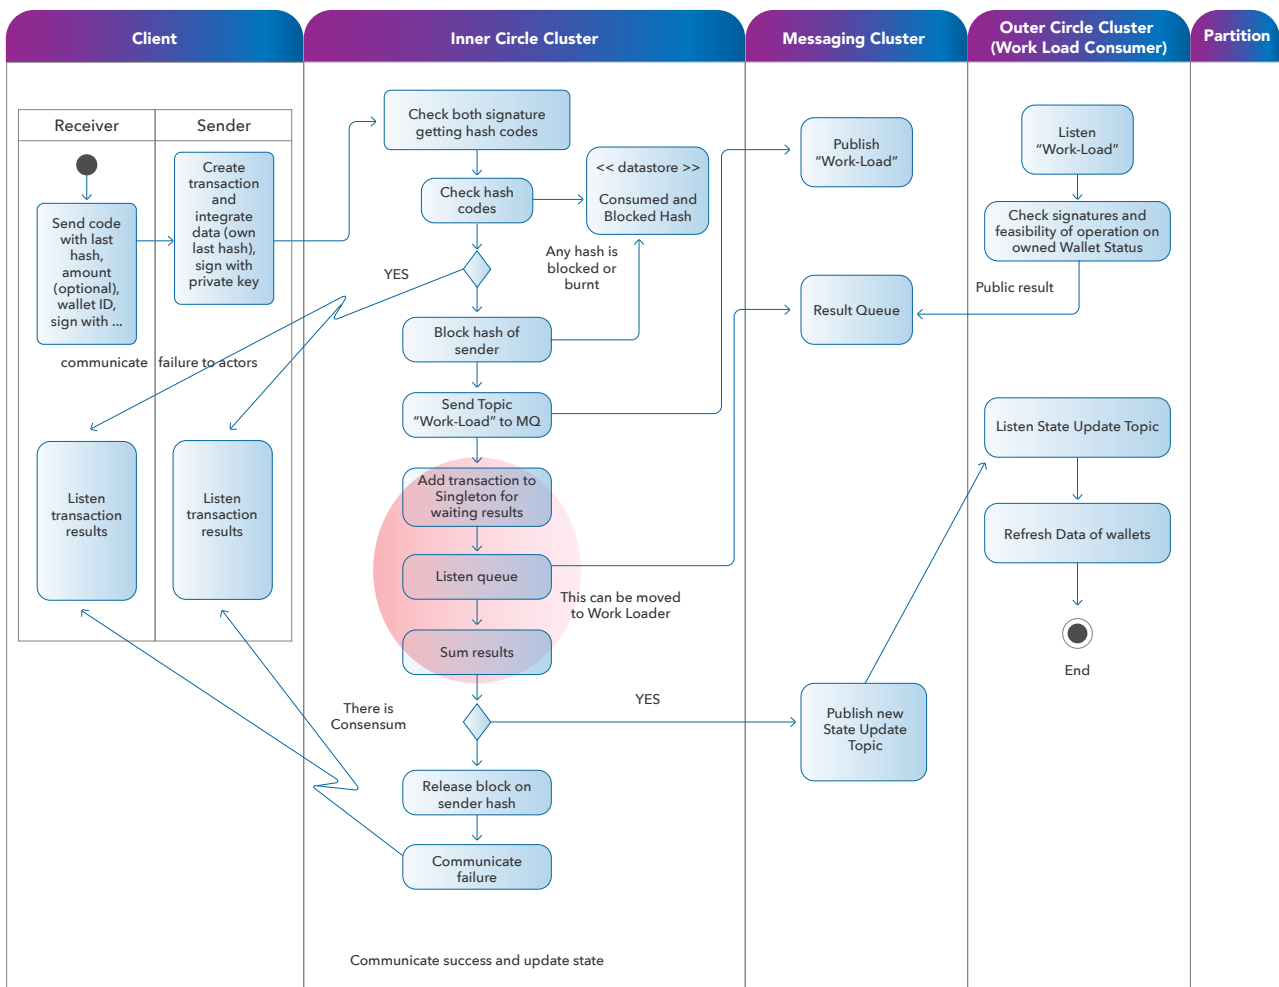 Client
Inner Circle Cluster
Messaging Cluster
Outer Circle Cluster
(Work Load Consumer)
Partition
Receiver
Sender
Send code
with last
hash,
amount
(optional),
wallet ID,
sign with ...
Create
transaction
and
integrate
data (own
last hash),
sign with
private key
communicate failure to actors
Listen
transaction
results
Listen
transaction
results
Check both signature
getting hash codes
Check hash
codes
<< datastore >>
Consumed and
Blocked Hash
Any hash is
blocked or
burnt
YES
Block hash of
sender
Send Topic
“Work-Load” to MQ
Add transaction to
Singleton for
waiting results
Listen queue
This can be moved
to Work Loader
Sum results
There is
Consensum
YES
Release block on
sender hash
Communicate
failure
Communicate success and update state
Publish
“Work-Load”
Result Queue
Publish new
State Update
Topic
Listen
“Work-Load”
Check signatures and
feasibility of operation on
owned Wallet Status
Public result
Listen State Update Topic
Refresh Data of wallets
End